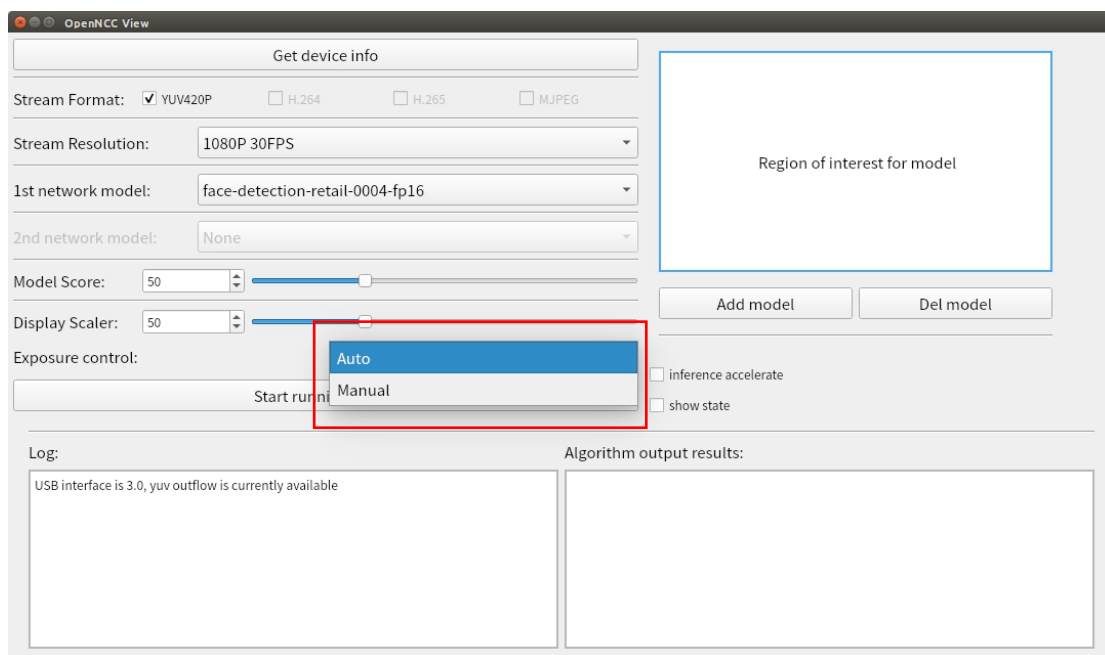 OpenNCC View
Get device info
Stream Format: YUV420P H.264 H.265 MJPEG
Stream Resolution: 1080P 30FPS
1st network model: face-detection-retail-0004-fp16
2nd network model: None
Model Score: 50
Display Scaler: 50
Exposure control:
Auto
Manual
Start runni
Region of interest for model
Add model Del model
inference accelerate
show state
Log:
USB interface is 3.0, yuv outflow is currently available
Algorithm output results: